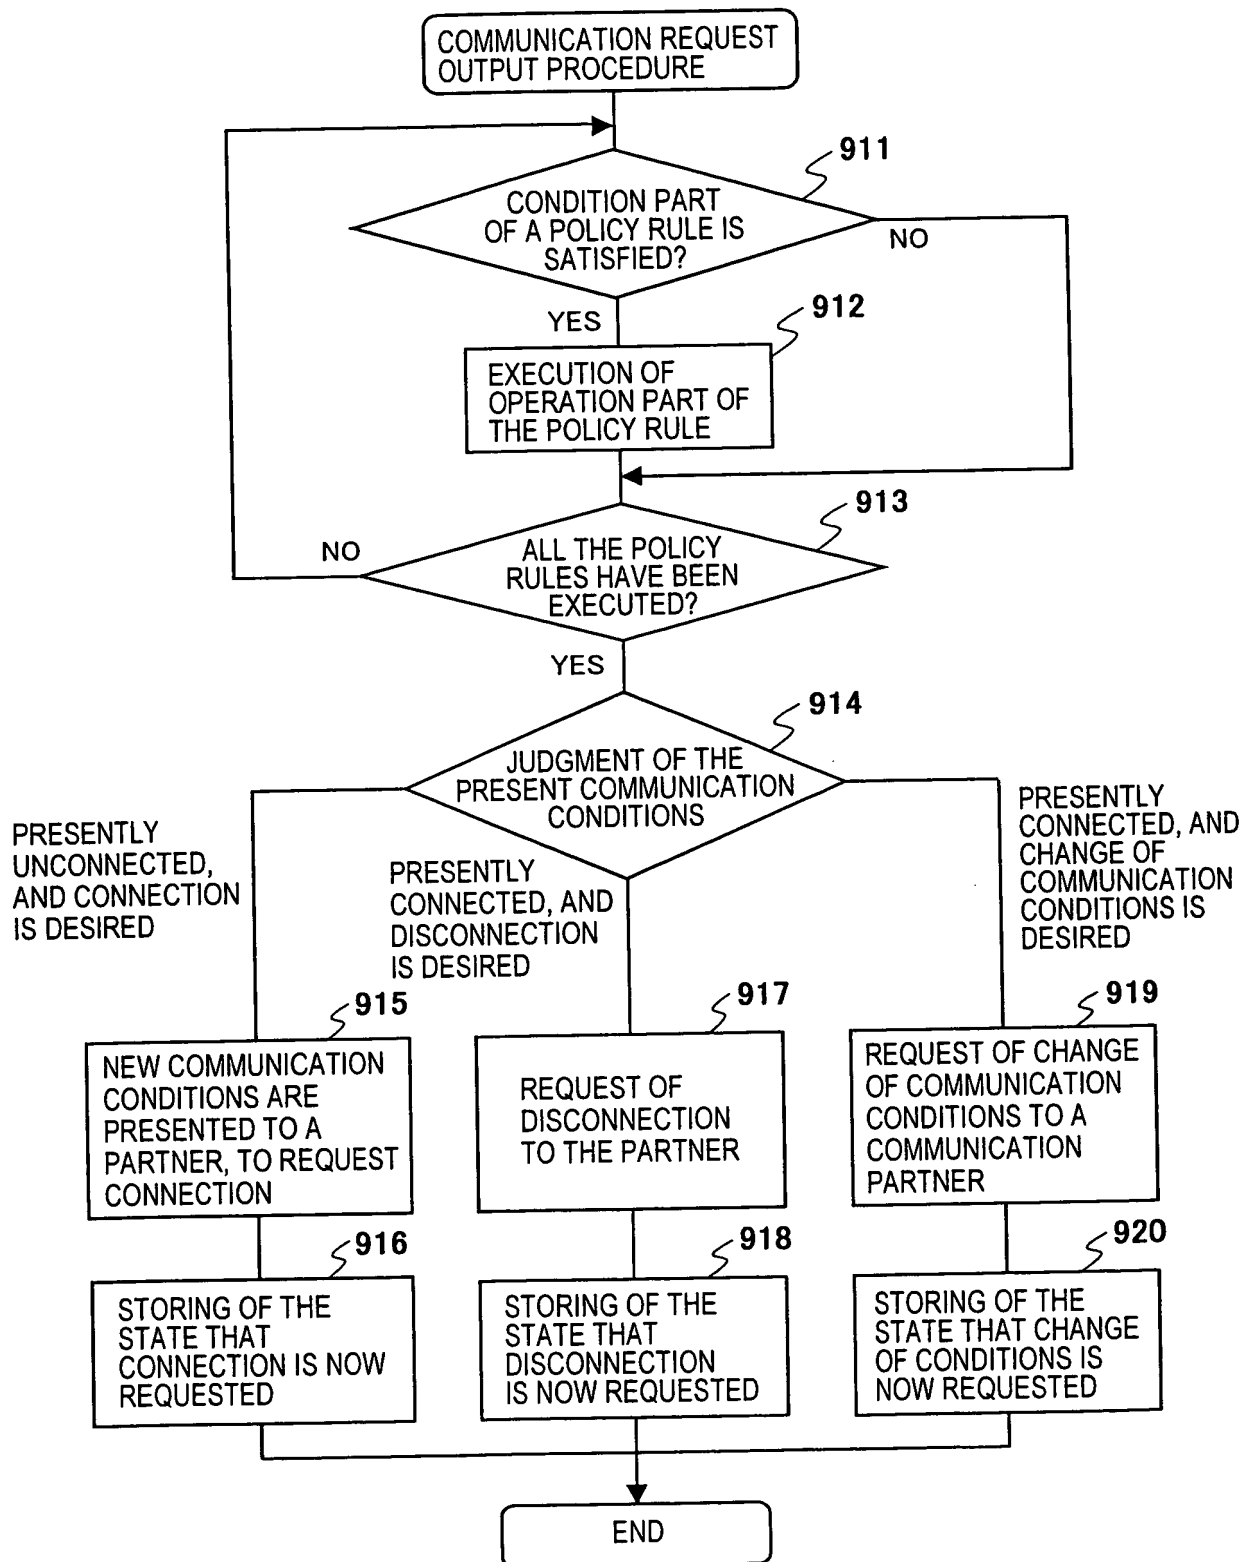 COMMUNICATION REQUEST
OUTPUT PROCEDURE
911
CONDITION PART
OF A POLICY RULE IS
SATISFIED?
NO
YES
912
EXECUTION OF
OPERATION PART OF
THE POLICY RULE
913
NO
ALL THE POLICY
RULES HAVE BEEN
EXECUTED?
YES
914
JUDGMENT OF THE
PRESENT COMMUNICATION
CONDITIONS
PRESENTLY
UNCONNECTED,
AND CONNECTION
IS DESIRED
PRESENTLY
CONNECTED, AND
DISCONNECTION
IS DESIRED
PRESENTLY
CONNECTED, AND
CHANGE OF
COMMUNICATION
CONDITIONS IS
DESIRED
915
NEW COMMUNICATION
CONDITIONS ARE
PRESENTED TO A
PARTNER, TO REQUEST
CONNECTION
917
REQUEST OF
DISCONNECTION
TO THE PARTNER
919
REQUEST OF CHANGE
OF COMMUNICATION
CONDITIONS TO A
COMMUNICATION
PARTNER
916
STORING OF THE
STATE THAT
CONNECTION IS NOW
REQUESTED
918
STORING OF THE
STATE THAT
DISCONNECTION
IS NOW REQUESTED
920
STORING OF THE
STATE THAT CHANGE
OF CONDITIONS IS
NOW REQUESTED
END